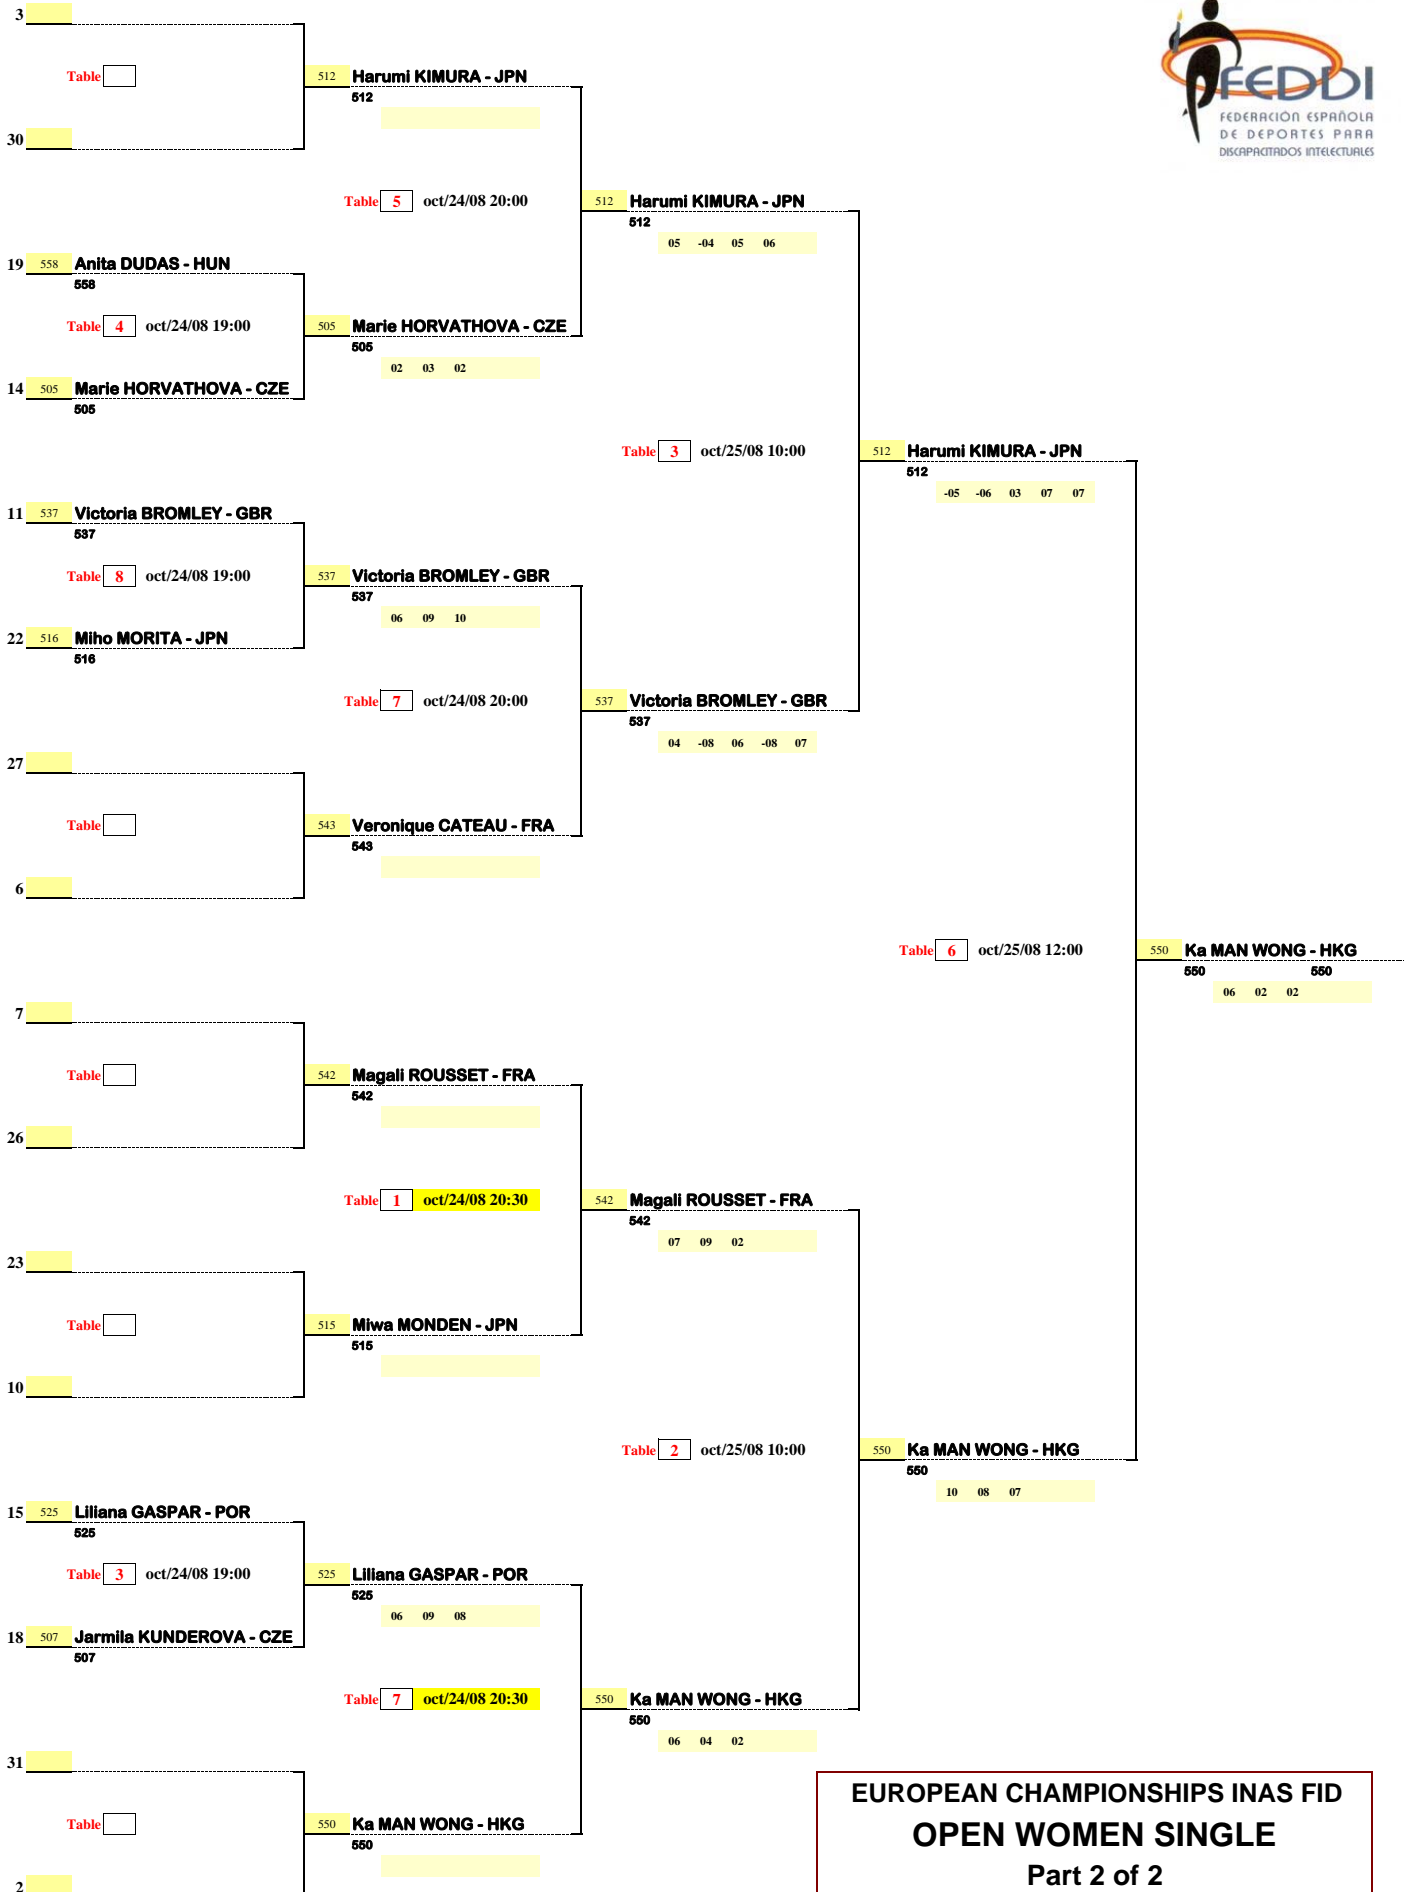 3
FEDDI
FEDERACIÓN ESPAÑOLA
DE DEPORTES PARA
DISCAPACITADOS INTELECTUALES
Table 512 Harumi KIMURA - JPN
512
30
Table 5 oct/24/08 20:00 512 Harumi KIMURA - JPN
512
05 -04 05 06
19 558 Anita DUDAS - HUN
558
Table 4 oct/24/08 19:00 505 Marie HORVATHOVA - CZE
505
02 03 02
14 505 Marie HORVATHOVA - CZE
505
Table 3 oct/25/08 10:00 512 Harumi KIMURA - JPN
512
-05 -06 03 07 07
11 537 Victoria BROMLEY - GBR
537
Table 8 oct/24/08 19:00 537 Victoria BROMLEY - GBR
537
06 09 10
22 516 Miho MORITA - JPN
516
Table 7 oct/24/08 20:00 537 Victoria BROMLEY - GBR
537
04 -08 06 -08 07
27
Table 543 Veronique CATEAU - FRA
543
6
Table 6 oct/25/08 12:00 550 Ka MAN WONG - HKG
550 550
06 02 02
7
Table 542 Magali ROUSSET - FRA
542
26
Table 1 oct/24/08 20:30 542 Magali ROUSSET - FRA
542
07 09 02
23
Table 515 Miwa MONDEN - JPN
515
10
Table 2 oct/25/08 10:00 550 Ka MAN WONG - HKG
550
10 08 07
15 525 Liliana GASPAR - POR
525
Table 3 oct/24/08 19:00 525 Liliana GASPAR - POR
525
06 09 08
18 507 Jarmila KUNDEROVA - CZE
507
Table 7 oct/24/08 20:30 550 Ka MAN WONG - HKG
550
06 04 02
31
Table 550 Ka MAN WONG - HKG
550
2
EUROPEAN CHAMPIONSHIPS INAS FID
OPEN WOMEN SINGLE
Part 2 of 2